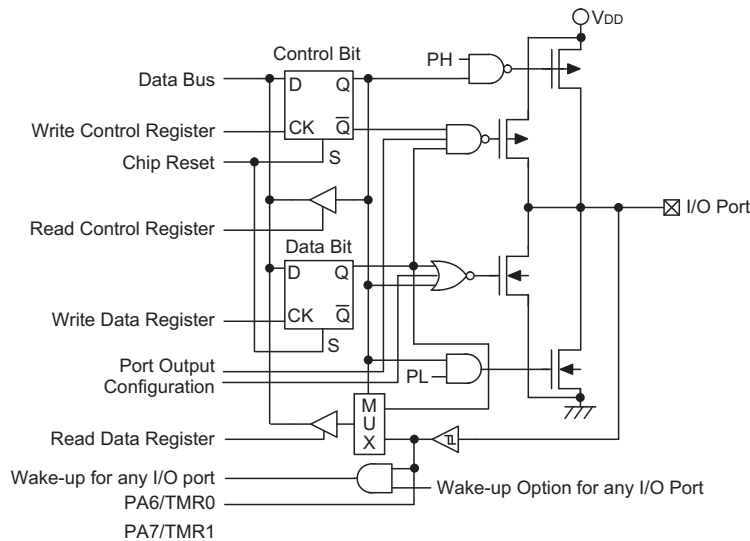 VDD
Control Bit
PH
Data Bus
D
Q
Write Control Register
CK
Q
Chip Reset
S
I/O Port
Read Control Register
Data Bit
D
Q
CK
Q
Write Data Register
S
Port Output
Configuration
PL
M
U
X
Read Data Register
Wake-up for any I/O port
Wake-up Option for any I/O Port
PA6/TMR0
PA7/TMR1